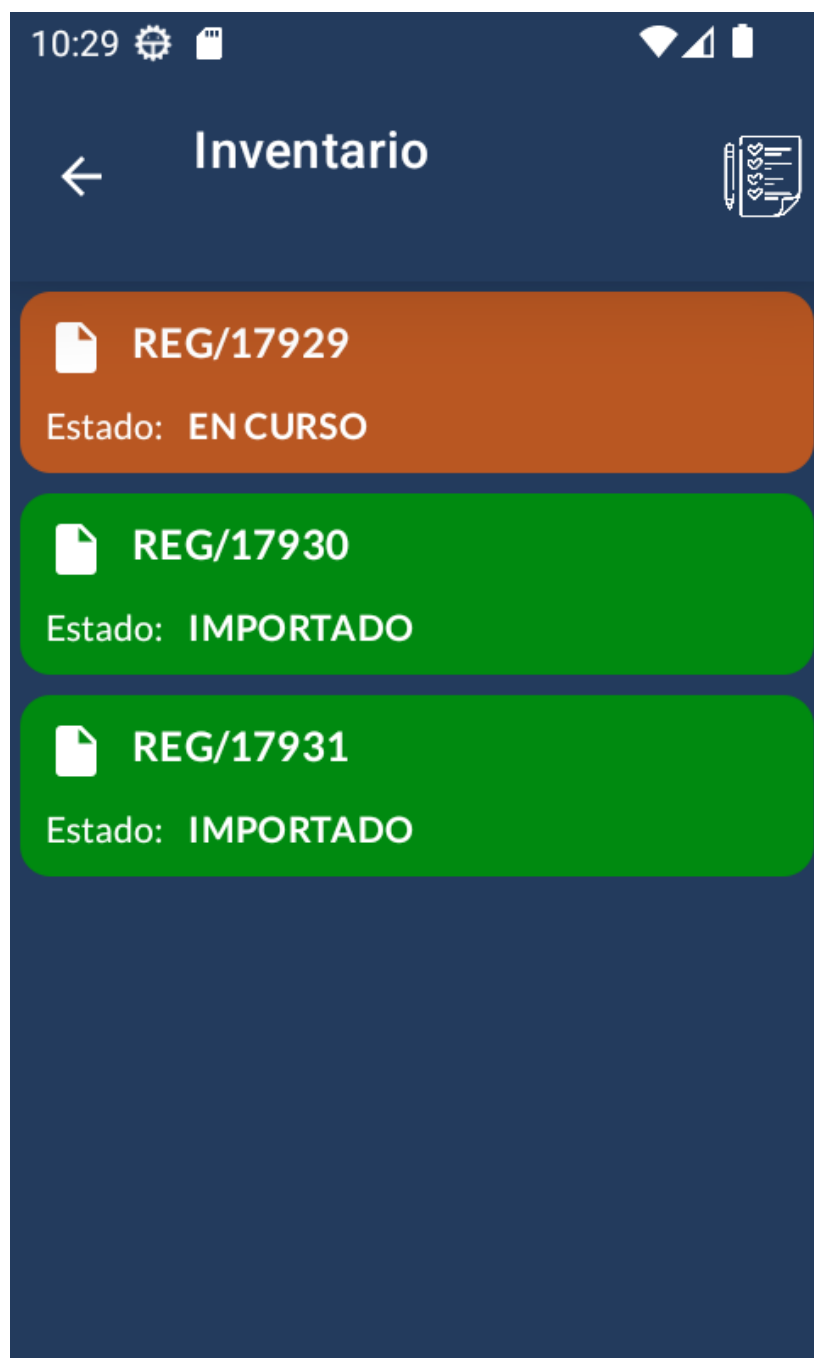 10:29
Inventario
REG/17929
Estado: EN CURSO
REG/17930
Estado: IMPORTADO
REG/17931
Estado: IMPORTADO